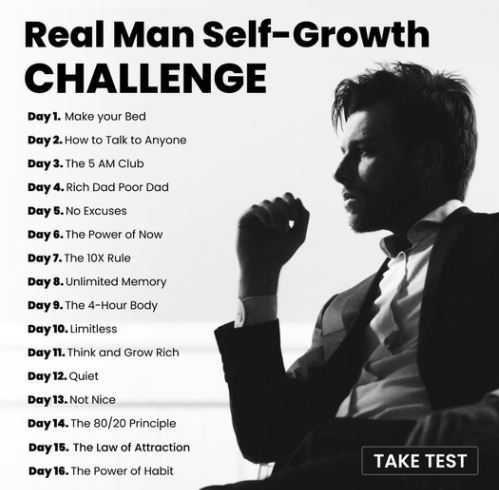 Real Man Self-Growth
CHALLENGE
Day 1. Make your Bed
Day 2. How to Talk to Anyone
Day 3. The 5 AM Club
Day 4. Rich Dad Poor Dad
Day 5. No Excuses
Day 6. The Power of Now
Day 7. The 10X Rule
Day 8. Unlimited Memory
Day 9. The 4-Hour Body
Day 10. Limitless
Day 11. Think and Grow Rich
Day 12. Quiet
Day 13. Not Nice
Day 14. The 80/20 Principle
Day 15. The Law of Attraction
Day 16. The Power of Habit
TAKE TEST